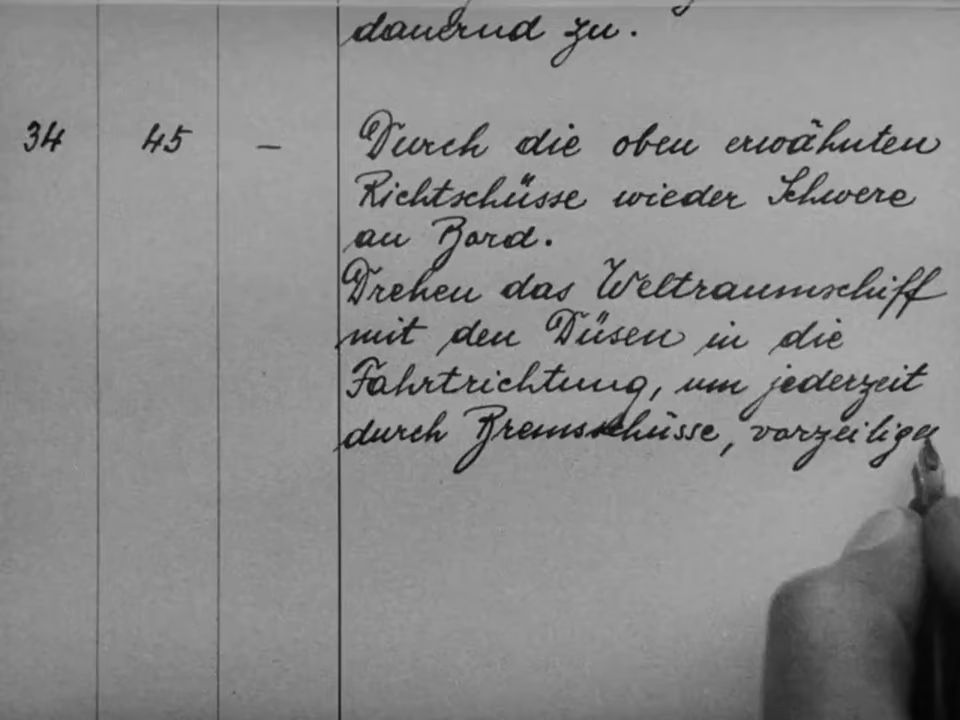 dauernd zu.
34 45 – Durch die oben erwähnten
Richtschüsse wieder Schwere
an Bord.
Drehen das Weltraumschiff
mit den Düsen in die
Fahrtrichtung, um jederzeit
durch Bremsschüsse, vorzeilige